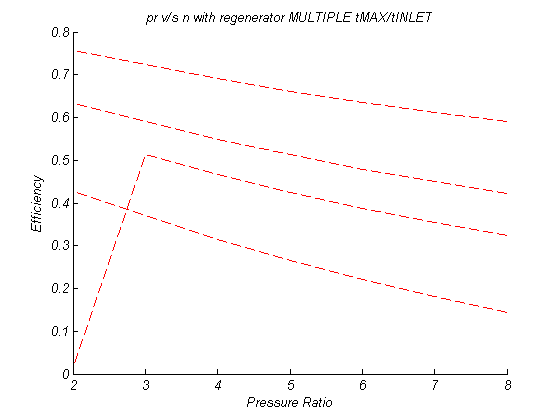 pr v/s n with regenerator MULTIPLE tMAX/tINLET
0.8
0.7
0.6
0.5
0.4
0.3
0.2
0.1
0
Efficiency
2 3 4 5 6 7 8
Pressure Ratio